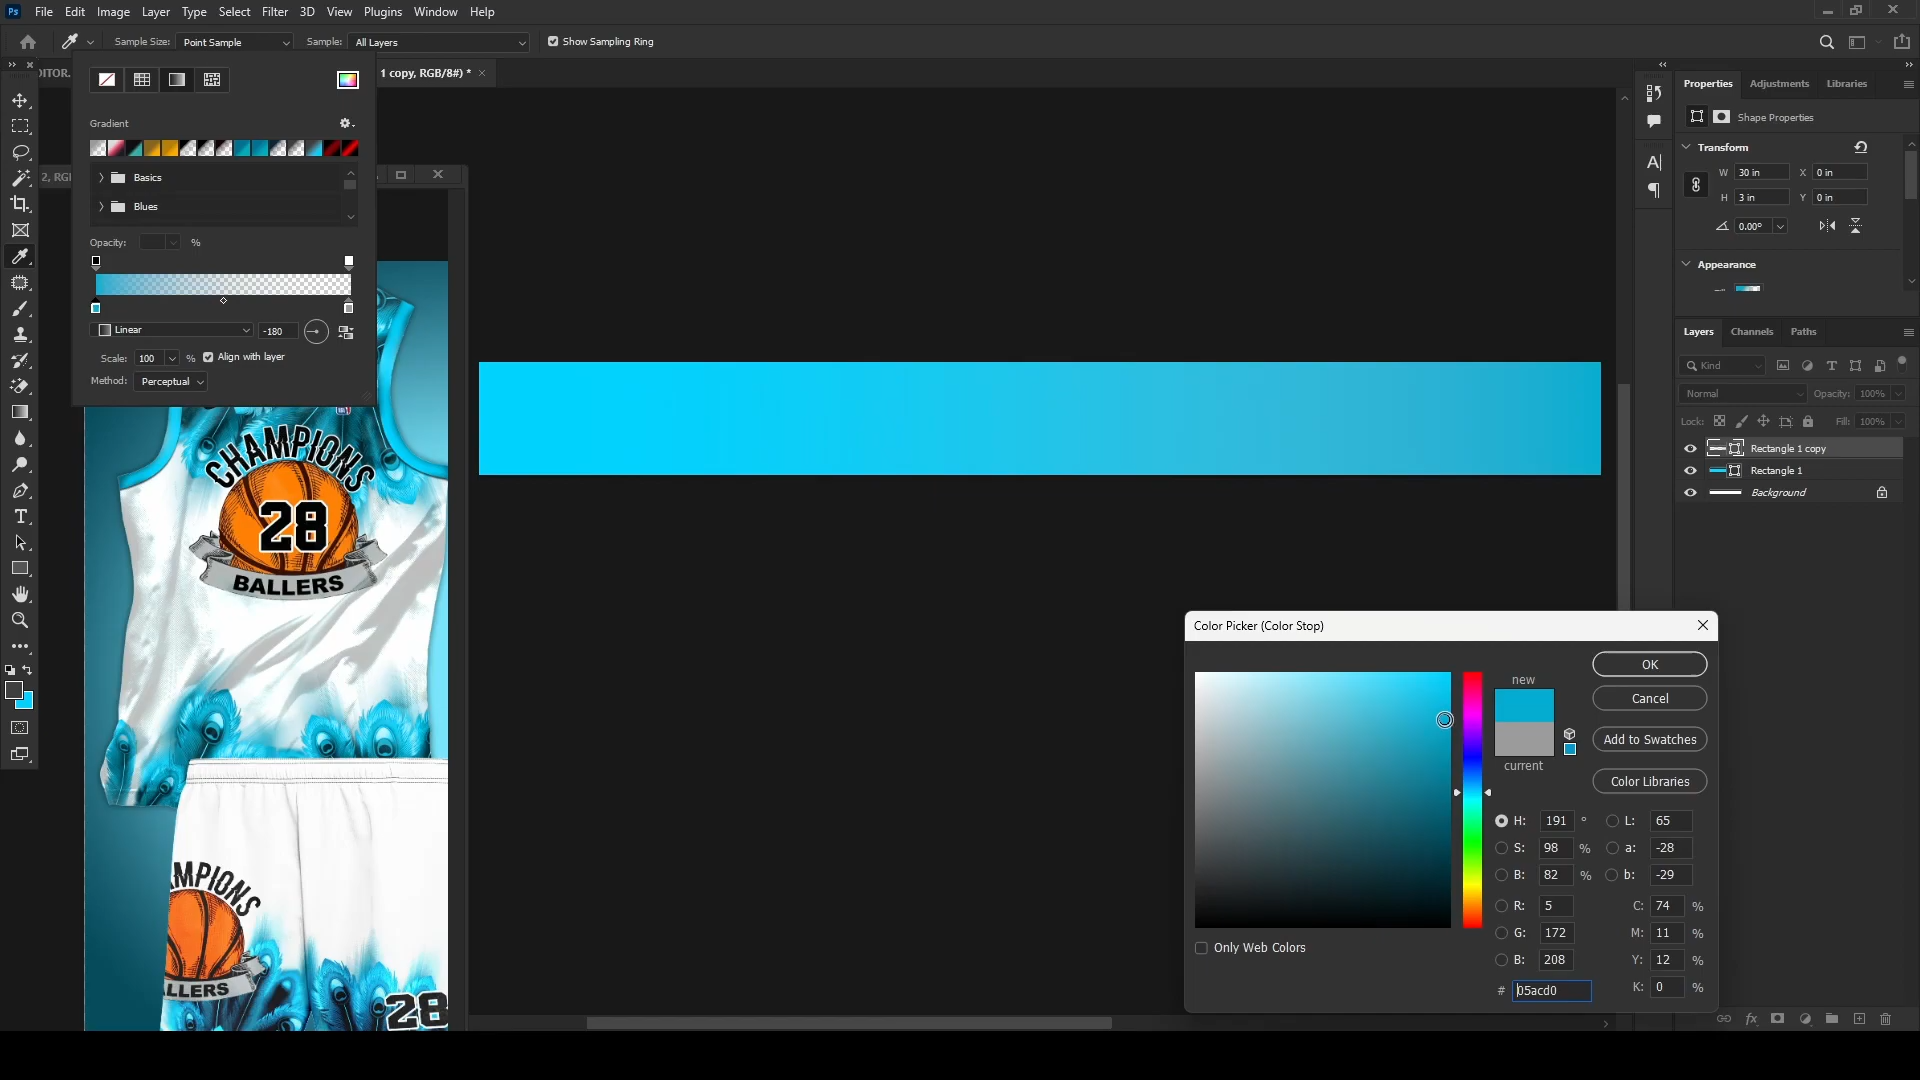 Ps File Edit Image Layer Type Select Filter 3D View Plugins Window Help
Sample Size: Point Sample Sample: All Layers Show Sampling Ring
DITOR. 1 copy, RGB/8#) *
Gradient
2, RGI
Basics
Blues
Opacity: %
Linear -180
Scale: 100 % Align with layer
Method: Perceptual
CHAMPIONS
28
BALLERS
AMPIONS
ALLERS
28
Properties Adjustments Libraries
Shape Properties
Transform
W 30 in X 0 in
H 3 in Y 0 in
0.00°
Appearance
Layers Channels Paths
Kind
Normal Opacity: 100%
Lock: Fill: 100%
Rectangle 1 copy
Rectangle 1
Background
Color Picker (Color Stop)
OK
new
Cancel
Add to Swatches
current
Color Libraries
H: 191 ° L: 65
S: 98 % a: -28
B: 82 % b: -29
R: 5 C: 74 %
G: 172 M: 11 %
B: 208 Y: 12 %
# 05acd0 K: 0 %
Only Web Colors
fx